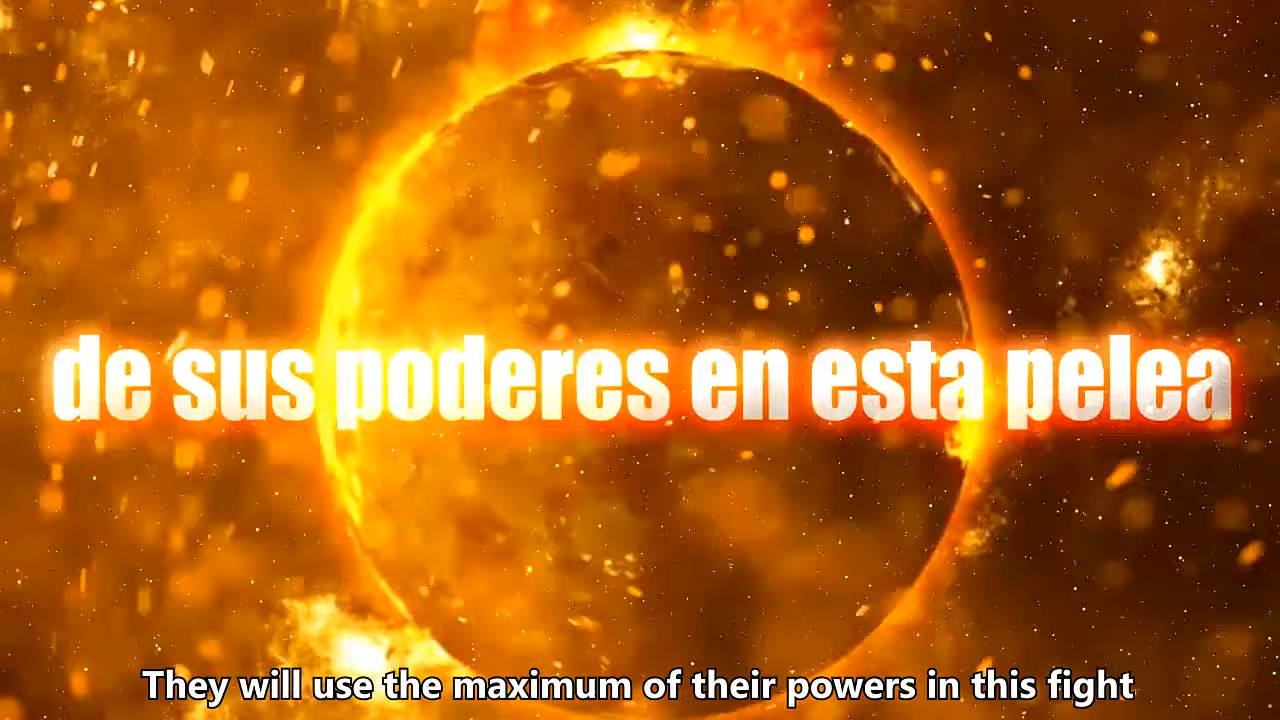 de sus poderes en esta pelea
They will use the maximum of their powers in this fight